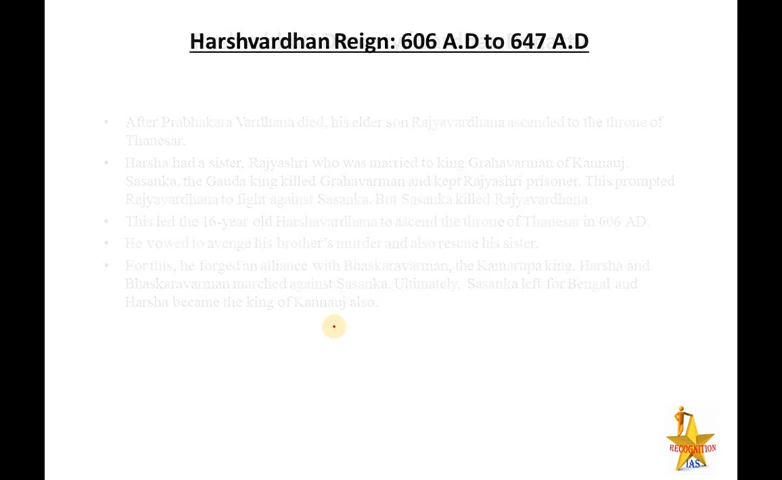 Harshvardhan Reign: 606 A.D to 647 A.D
• After Prabhakara Vardhana died, his elder son Rajyavardhana ascended to the throne of
Thanesar.
• Harsha had a sister, Rajyashri who was married to king Grahavarman of Kannauj.
Sasanka, the Gauda king killed Grahavarman and kept Rajyashri prisoner. This prompted
Rajyavardhana to fight against Sasanka. But Sasanka killed Rajyavardhana.
• This led the 16-year old Harshavardhana to ascend the throne of Thanesar in 606 AD.
• He vowed to avenge his brother's murder and also rescue his sister.
• For this, he forged an alliance with Bhaskaravarman, the Kamarupa king. Harsha and
Bhaskaravarman marched against Sasanka. Ultimately, Sasanka left for Bengal and
Harsha became the king of Kannauj also.
RECOGNITION
IAS